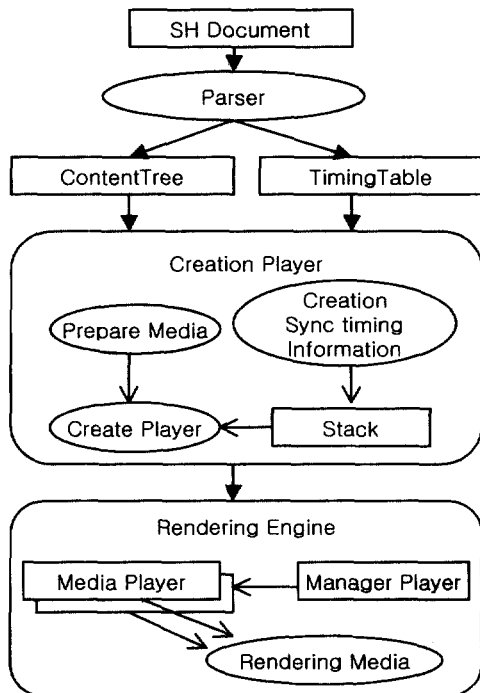 SH Document
Parser
ContentTree
TimingTable
Creation Player
Prepare Media
Creation
Sync timing
Information
Create Player
Stack
Rendering Engine
Media Player
Manager Player
Rendering Media